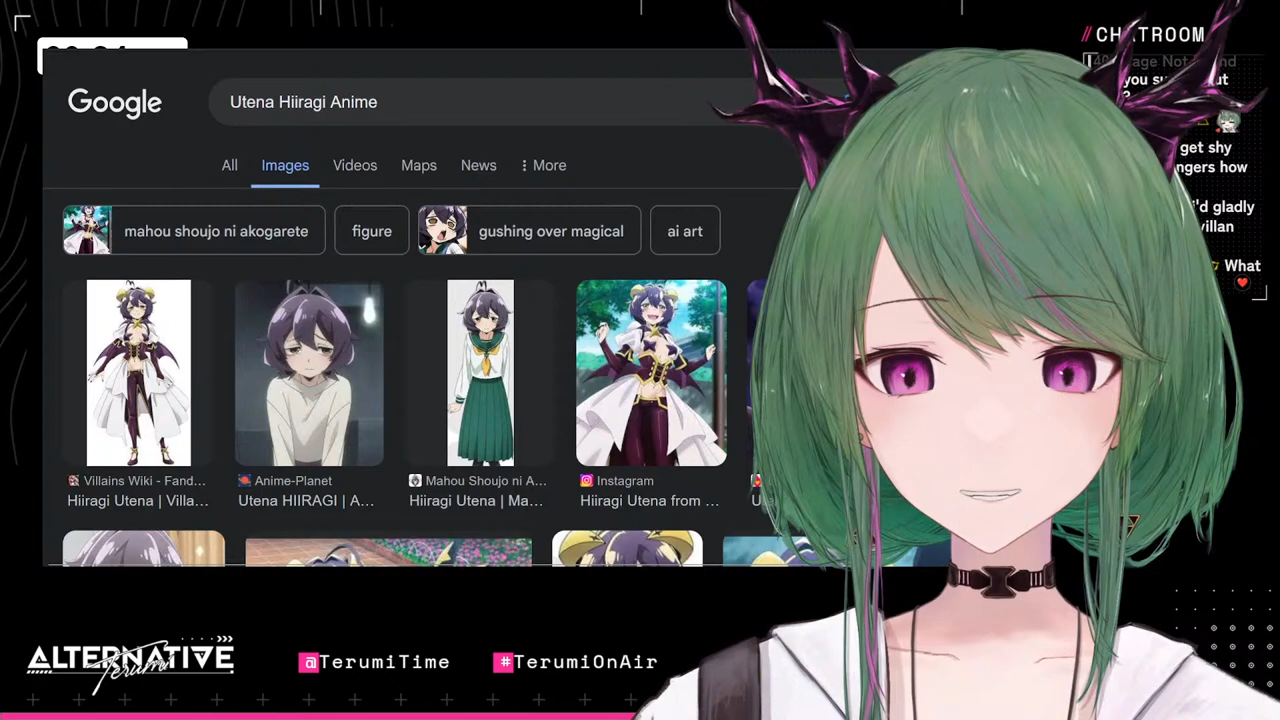 //CHATROOM
Google
Utena Hiiragi Anime
All
Images
Videos
Maps
News
More
mahou shoujo ni akogarete
figure
gushing over magical
ai art
get shy
ngers how
'd gladly
What
Villains Wiki - Fand...
Hiiragi Utena | Villa...
Anime-Planet
Utena HIIRAGI | A...
Mahou Shoujo ni A...
Hiiragi Utena | Ma...
Instagram
Hiiragi Utena from ...
ALTERNATIVE
Terumi
@TerumiTime
#TerumiOnAir